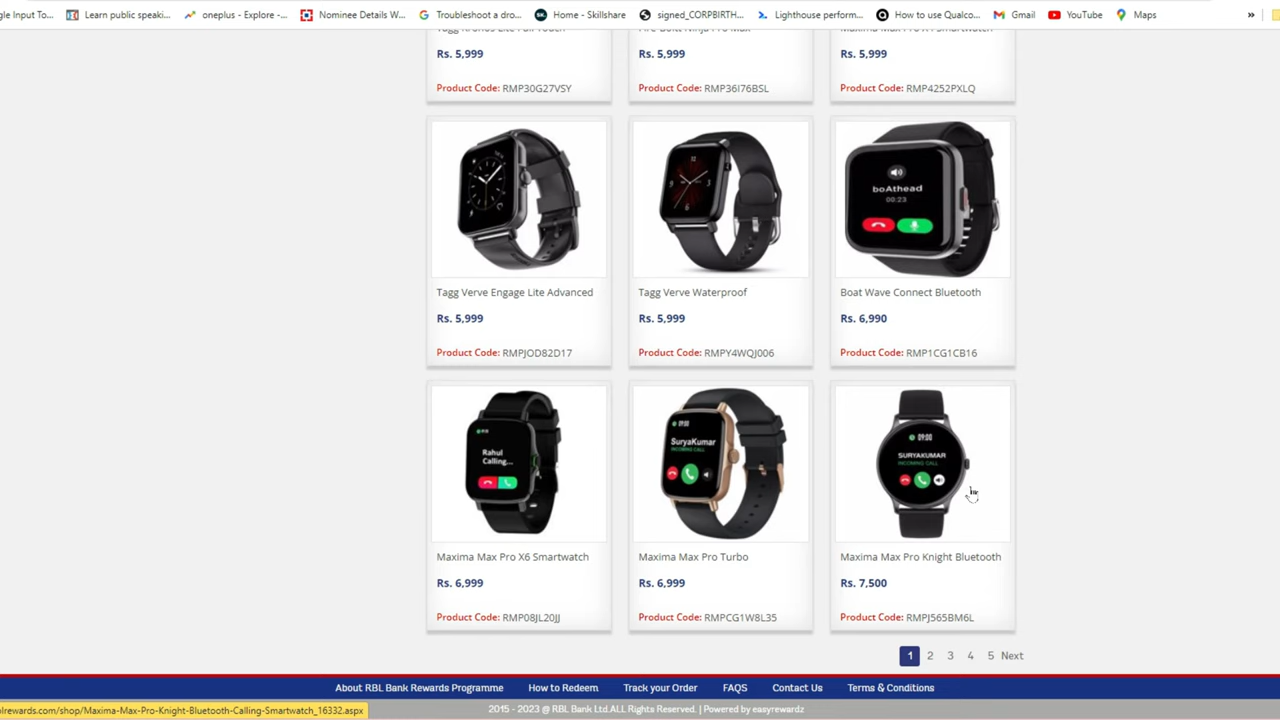 gle Input To...
Learn public speaki...
oneplus - Explore -...
Nominee Details W...
Troubleshoot a dro...
Home - Skillshare
signed_CORPBIRTH...
Lighthouse perform...
How to use Qualco...
Gmail
YouTube
Maps
»
Rs. 5,999
Rs. 5,999
Rs. 5,999
Product Code: RMP30G27VSY
Product Code: RMP36I76BSL
Product Code: RMP4252PXLQ
boAthead
00:23
Tagg Verve Engage Lite Advanced
Tagg Verve Waterproof
Boat Wave Connect Bluetooth
Rs. 5,999
Rs. 5,999
Rs. 6,990
Product Code: RMPJOD82D17
Product Code: RMPY4WQJ006
Product Code: RMP1CG1CB16
Rahul
Calling...
09:00
SuryaKumar
INCOMING CALL
09:00
SURYAKUMAR
INCOMING CALL
Maxima Max Pro X6 Smartwatch
Maxima Max Pro Turbo
Maxima Max Pro Knight Bluetooth
Rs. 6,999
Rs. 6,999
Rs. 7,500
Product Code: RMP08JL20JJ
Product Code: RMPCG1W8L35
Product Code: RMPJ565BM6L
1 2 3 4 5 Next
About RBL Bank Rewards Programme
How to Redeem
Track your Order
FAQS
Contact Us
Terms & Conditions
olrewards.com/shop/Maxima-Max-Pro-Knight-Bluetooth-Calling-Smartwatch_16332.aspx
2015 - 2023 @ RBL Bank Ltd.ALL Rights Reserved. | Powered by easyrewardz